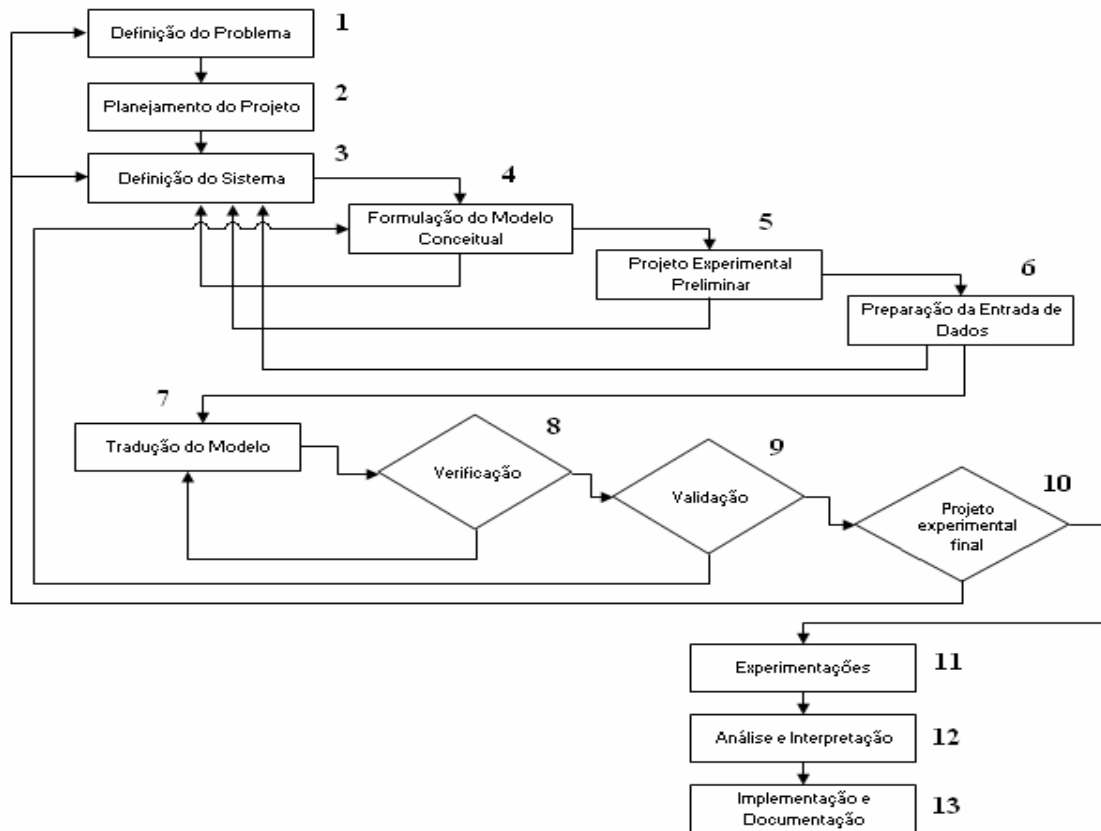 Definição do Problema
1
Planejamento do Projeto
2
Definição do Sistema
3
Formulação do Modelo
Conceitual
4
Projeto Experimental
Preliminar
5
Preparação da Entrada de
Dados
6
Tradução do Modelo
7
Verificação
8
Validação
9
Projeto
experimental
final
10
Experimentações
11
Análise e Interpretação
12
Implementação e
Documentação
13